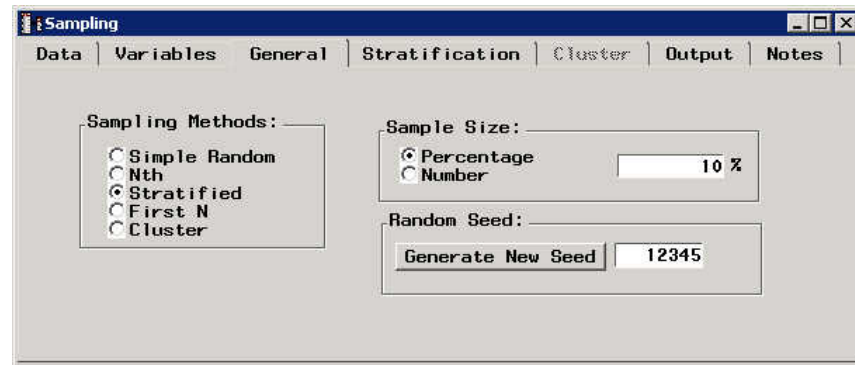 Sampling
Data Variables General Stratification Cluster Output Notes
Sampling Methods:
Simple Random
Nth
Stratified
First N
Cluster
Sample Size:
Percentage
Number
10 %
Random Seed:
Generate New Seed 12345